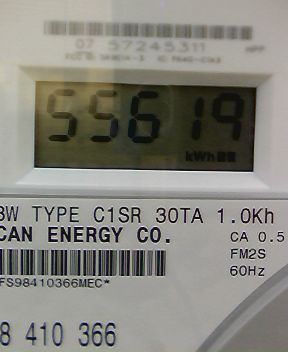 07 57245311
55619
kWh
3W TYPE C1SR 30TA 1.0Kh
CAN ENERGY CO.
CA 0.5
FM2S
60Hz
FS98410366MEC*
8 410 366